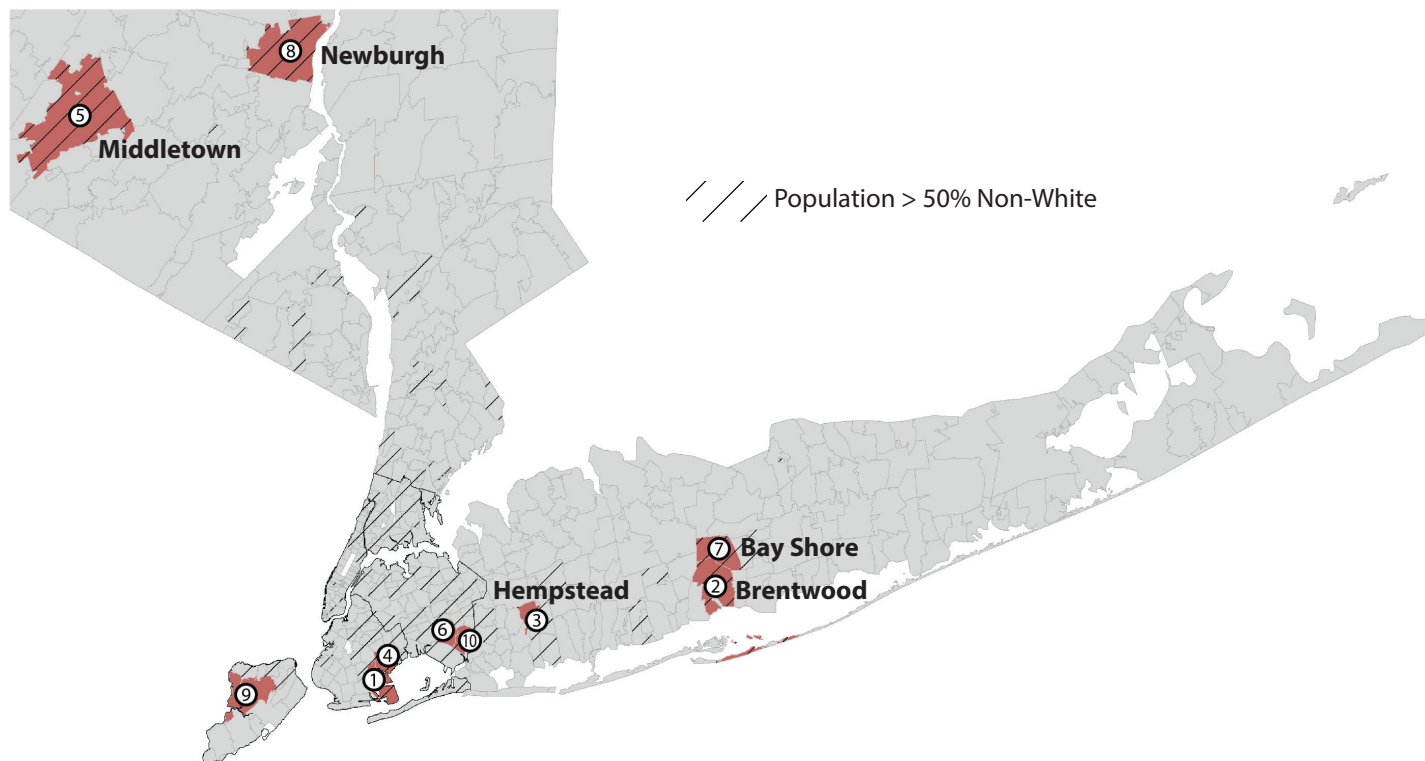 8
Newburgh
5
Middletown
Population > 50% Non-White
7
Bay Shore
Hempstead
2
Brentwood
3
6
10
4
1
9